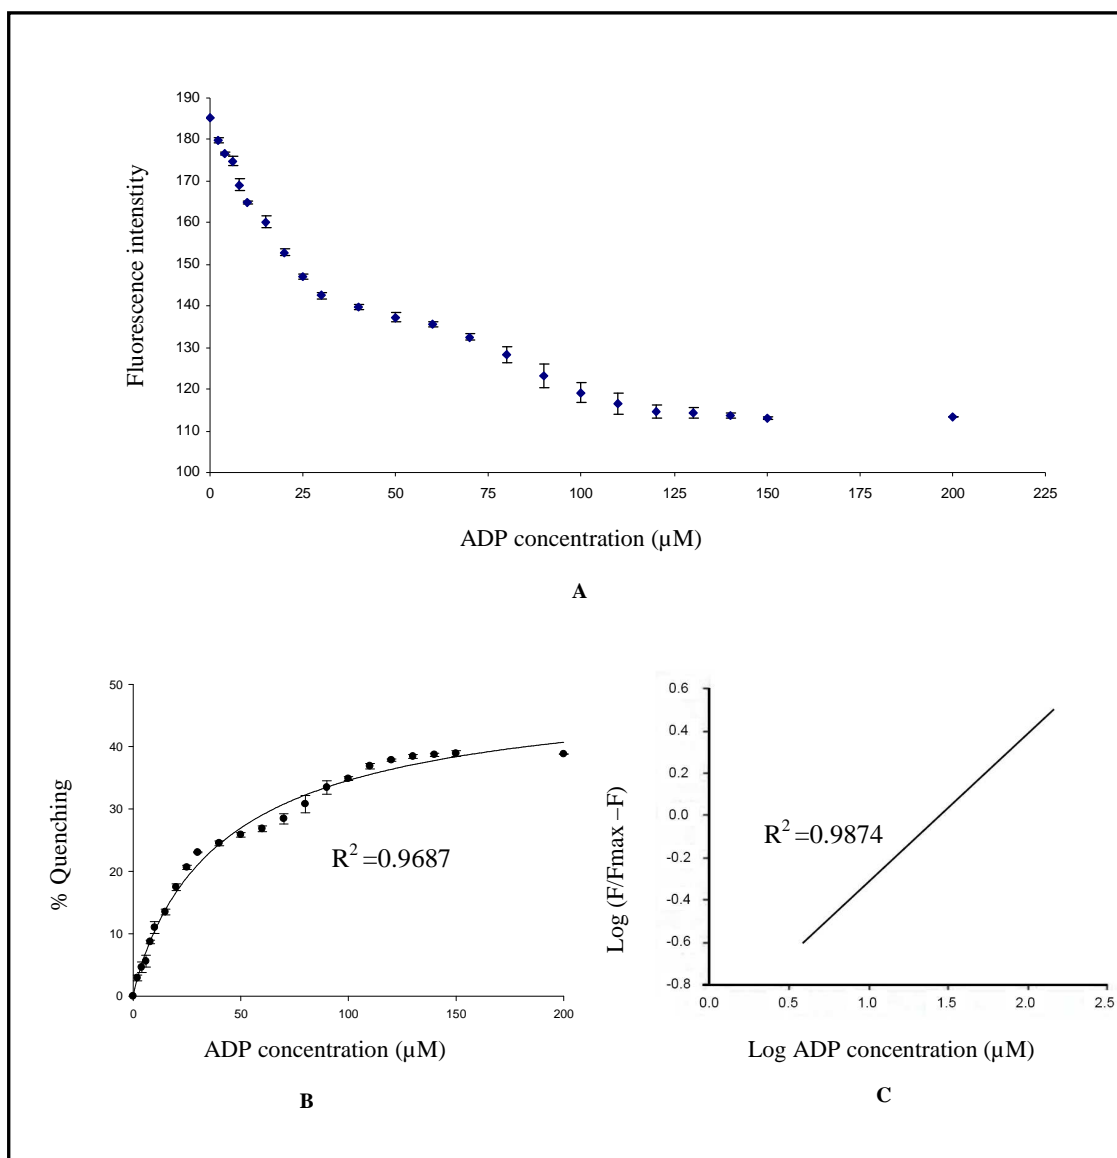 190
180
170
160
150
140
130
120
110
100
Fluorescence intenstity
0 25 50 75 100 125 150 175 200 225
ADP concentration (µM)
A
50
40
30
20
10
0
% Quenching
R2 =0.9687
0 50 100 150 200
ADP concentration (µM)
B
0.6
0.4
0.2
0.0
-0.2
-0.4
-0.6
-0.8
Log (F/Fmax –F)
R2 =0.9874
0.0 0.5 1.0 1.5 2.0 2.5
Log ADP concentration (µM)
C